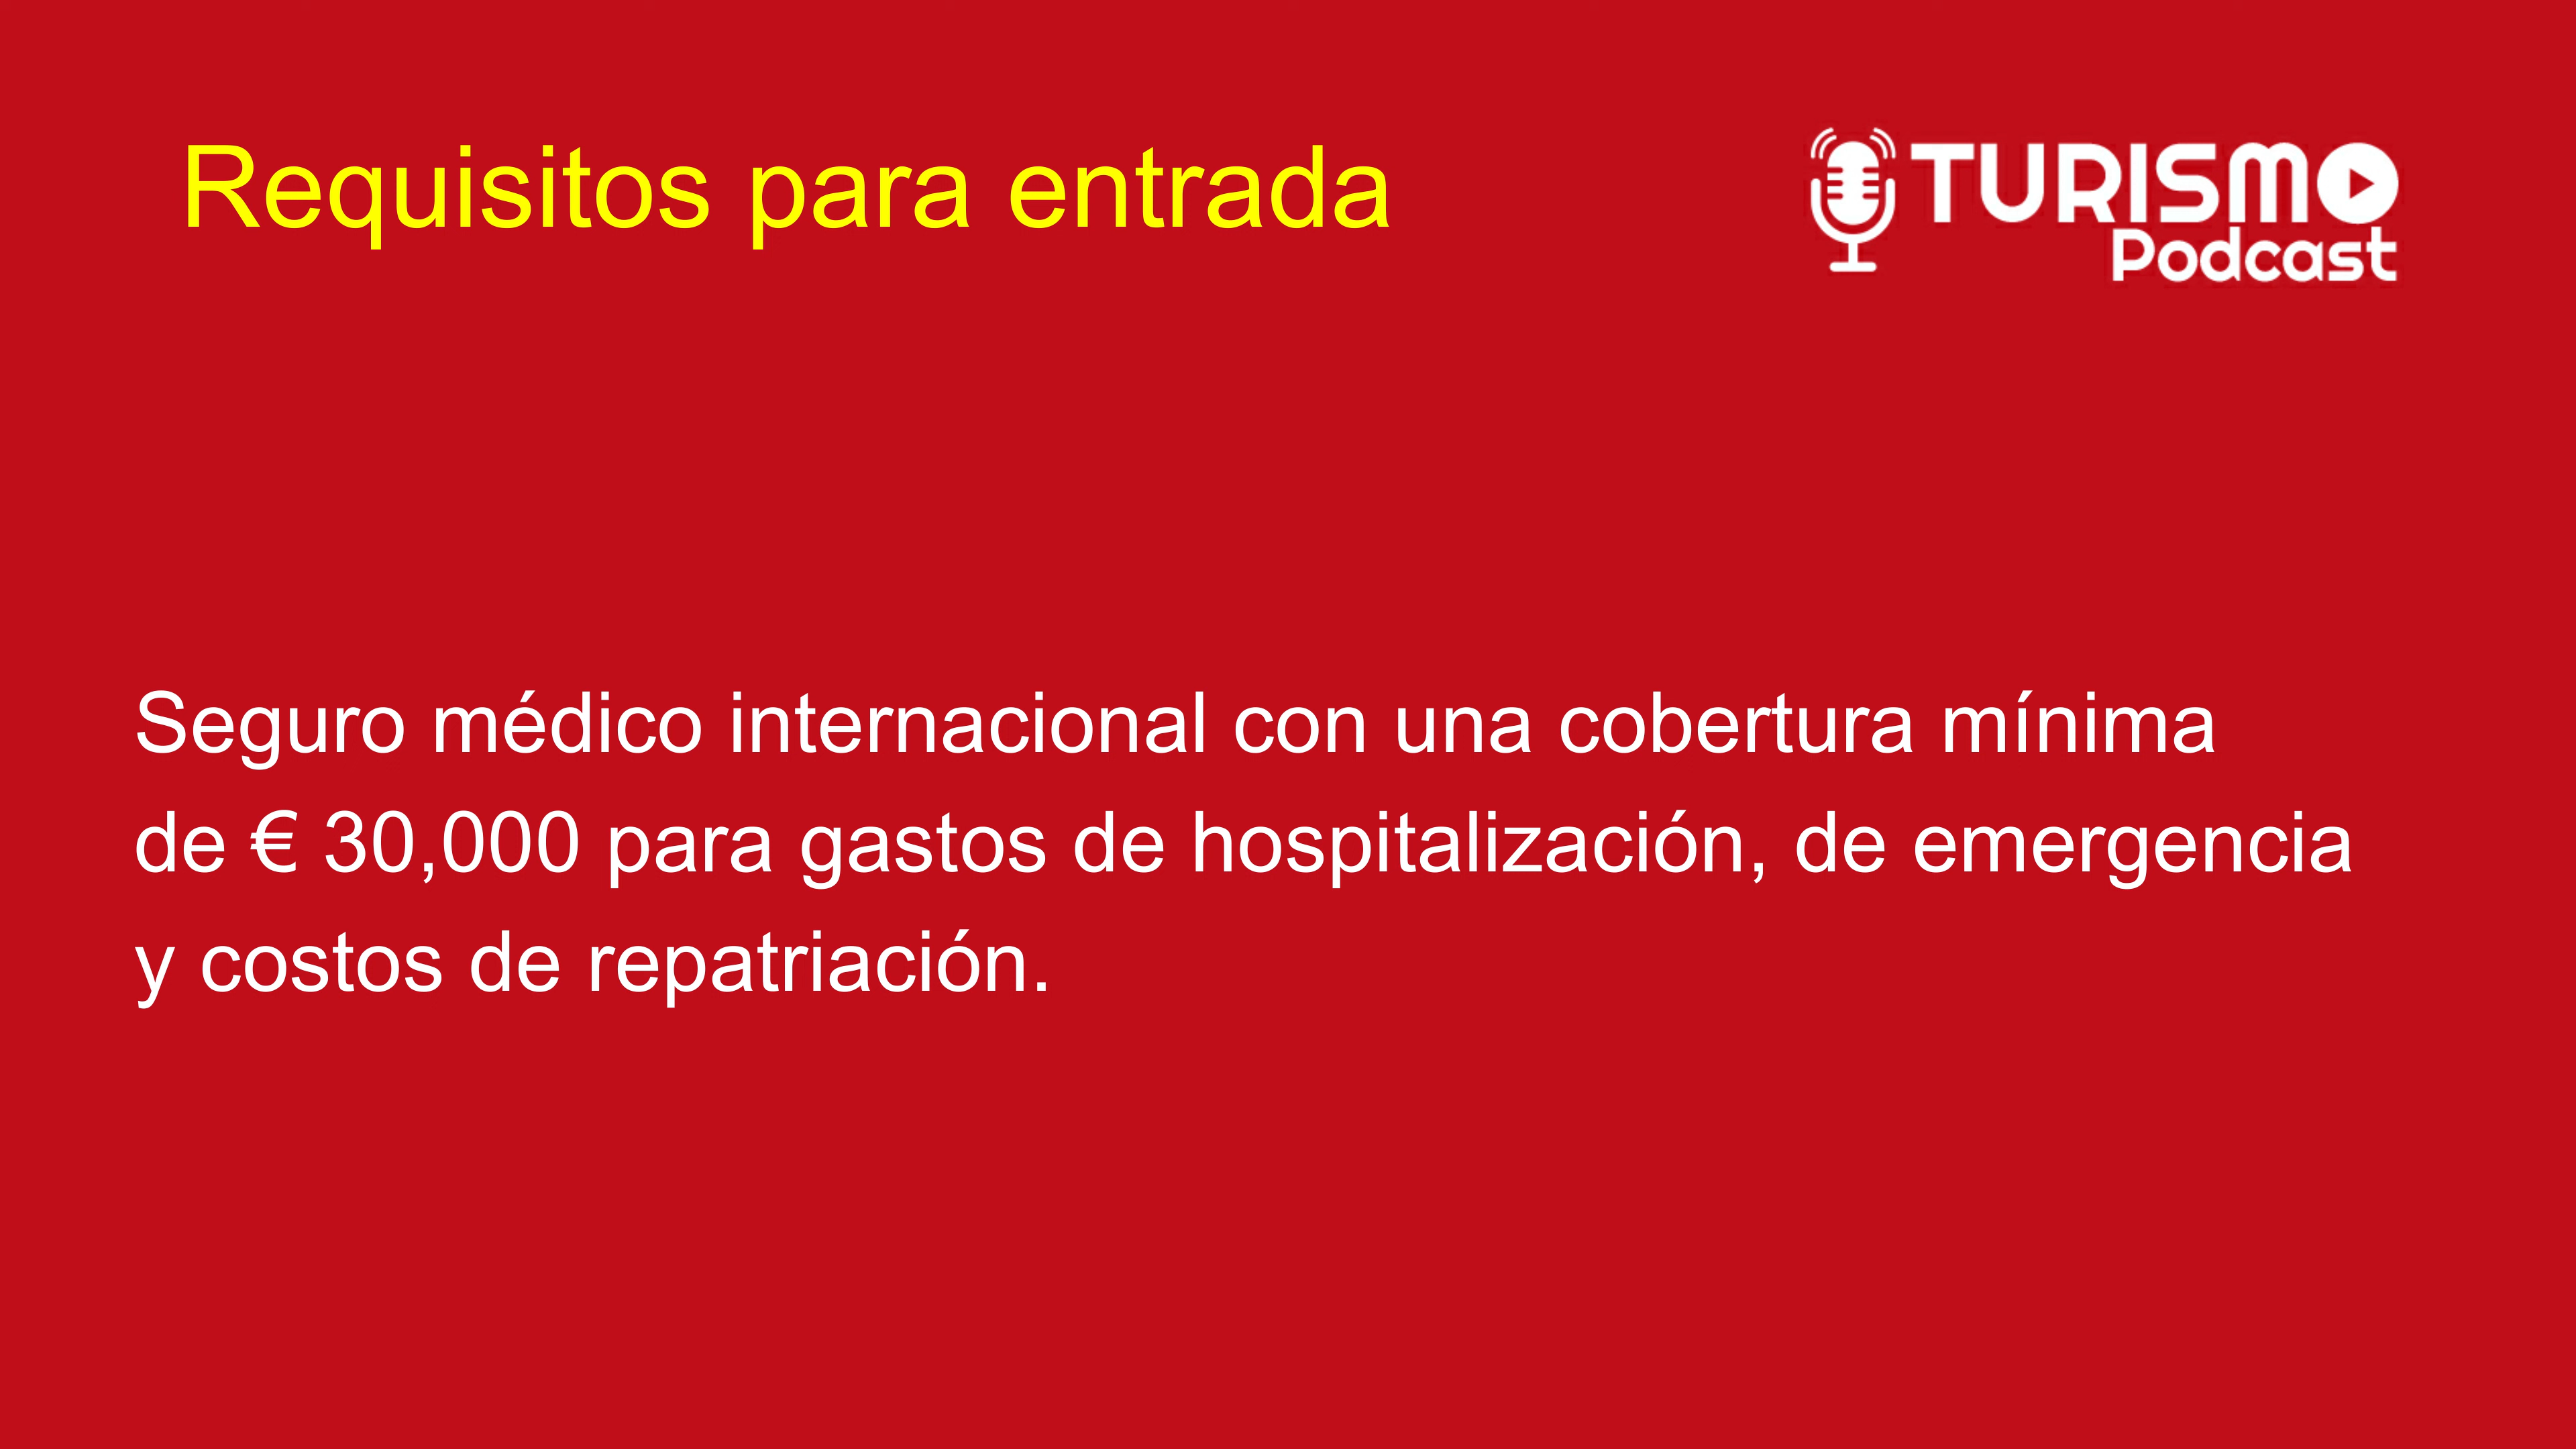 Requisitos para entrada
TURISMO
Podcast
Seguro médico internacional con una cobertura mínima
de € 30,000 para gastos de hospitalización, de emergencia
y costos de repatriación.